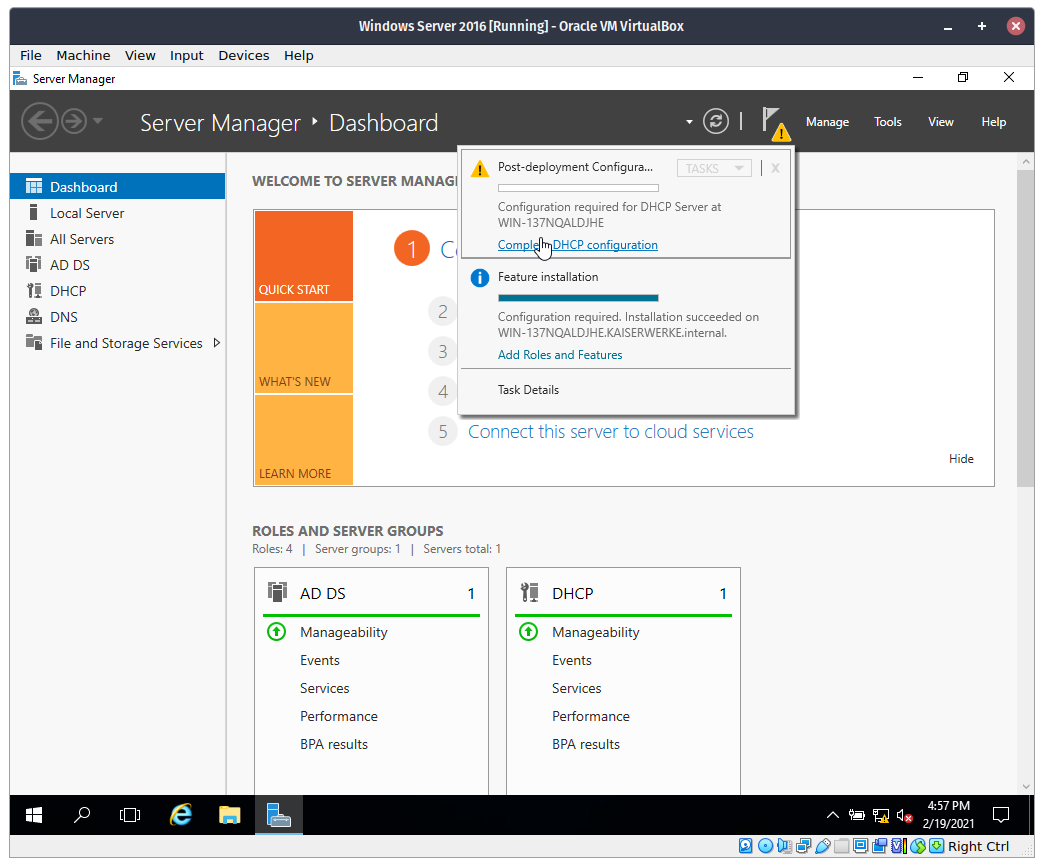 Windows Server 2016 [Running] - Oracle VM VirtualBox
File Machine View Input Devices Help
Server Manager
Server Manager Dashboard
Manage Tools View Help
Dashboard
Local Server
All Servers
AD DS
DHCP
DNS
File and Storage Services
WELCOME TO SERVER MANAG
QUICK START
WHAT'S NEW
LEARN MORE
1
2
3
4
5 Connect this server to cloud services
Hide
Post-deployment Configura... TASKS X
Configuration required for DHCP Server at
WIN-137NQALDJHE
DHCP configuration
Feature installation
Configuration required. Installation succeeded on
WIN-137NQALDJHE.KAISERWERKE.internal.
Add Roles and Features
Task Details
ROLES AND SERVER GROUPS
Roles: 4 | Server groups: 1 | Servers total: 1
AD DS 1
Manageability
Events
Services
Performance
BPA results
DHCP 1
Manageability
Events
Services
Performance
BPA results
4:57 PM
2/19/2021
Right Ctrl